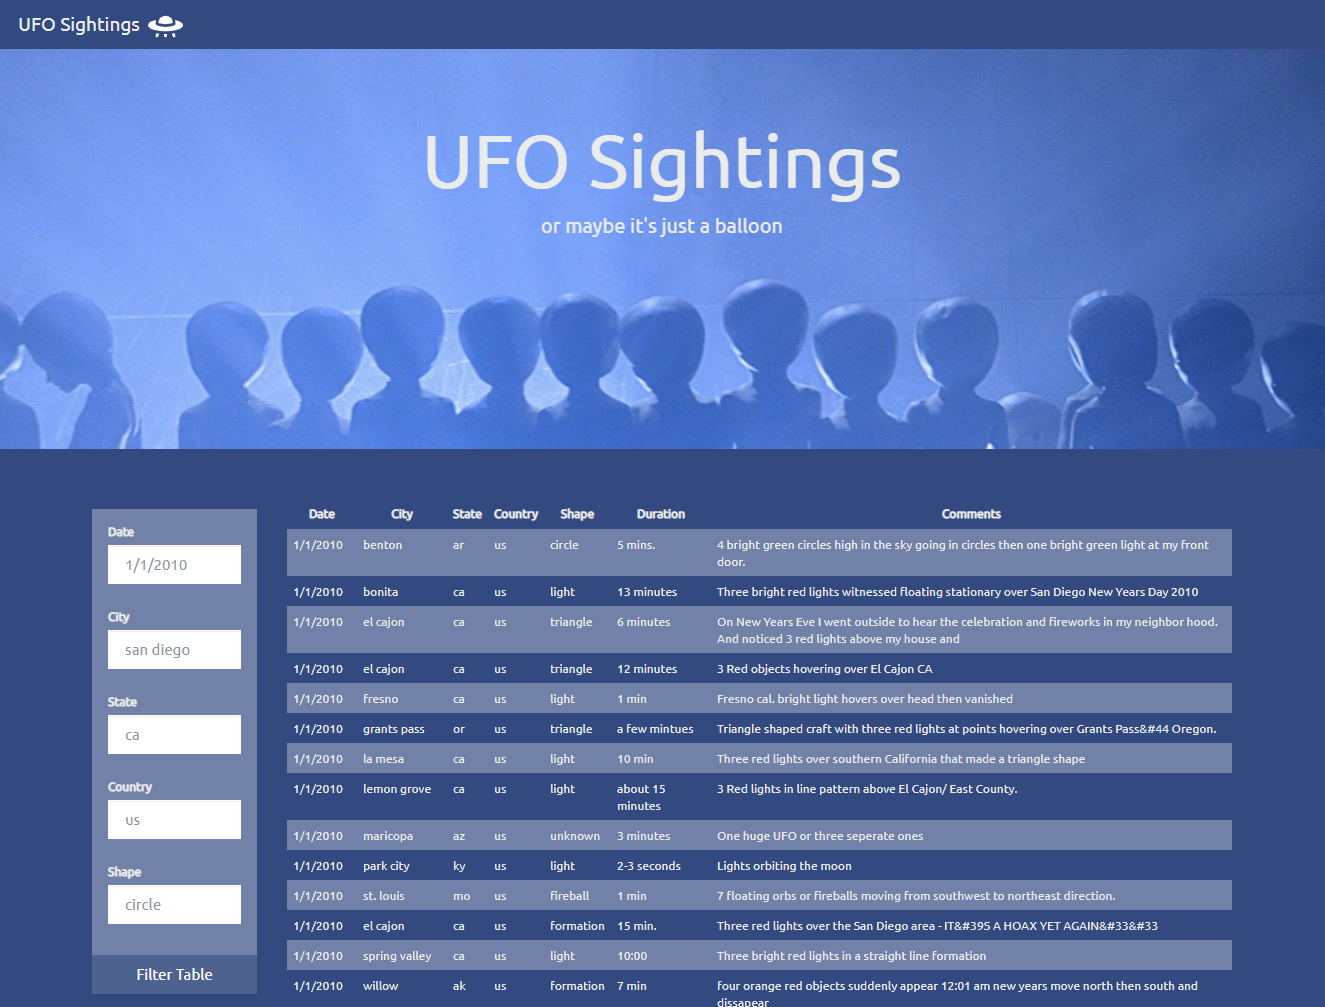 UFO Sightings
UFO Sightings
or maybe it's just a balloon
Date
1/1/2010
City
san diego
State
ca
Country
us
Shape
circle
Filter Table
Date City State Country Shape Duration Comments
1/1/2010 benton ar us circle 5 mins. 4 bright green circles high in the sky going in circles then one bright green light at my front
door.
1/1/2010 bonita ca us light 13 minutes Three bright red lights witnessed floating stationary over San Diego New Years Day 2010
1/1/2010 el cajon ca us triangle 6 minutes On New Years Eve I went outside to hear the celebration and fireworks in my neighbor hood.
And noticed 3 red lights above my house and
1/1/2010 el cajon ca us triangle 12 minutes 3 Red objects hovering over El Cajon CA
1/1/2010 fresno ca us light 1 min Fresno cal. bright light hovers over head then vanished
1/1/2010 grants pass or us triangle a few mintues Triangle shaped craft with three red lights at points hovering over Grants Pass&#44 Oregon.
1/1/2010 la mesa ca us light 10 min Three red lights over southern California that made a triangle shape
1/1/2010 lemon grove ca us light about 15 3 Red lights in line pattern above El Cajon/ East County.
minutes
1/1/2010 maricopa az us unknown 3 minutes One huge UFO or three seperate ones
1/1/2010 park city ky us light 2-3 seconds Lights orbiting the moon
1/1/2010 st. louis mo us fireball 1 min 7 floating orbs or fireballs moving from southwest to northeast direction.
1/1/2010 el cajon ca us formation 15 min. Three red lights over the San Diego area - IT&#39S A HOAX YET AGAIN&#33&#33
1/1/2010 spring valley ca us light 10:00 Three bright red lights in a straight line formation
1/1/2010 willow ak us formation 7 min four orange red objects suddenly appear 12:01 am new years move north then south and
dissapear